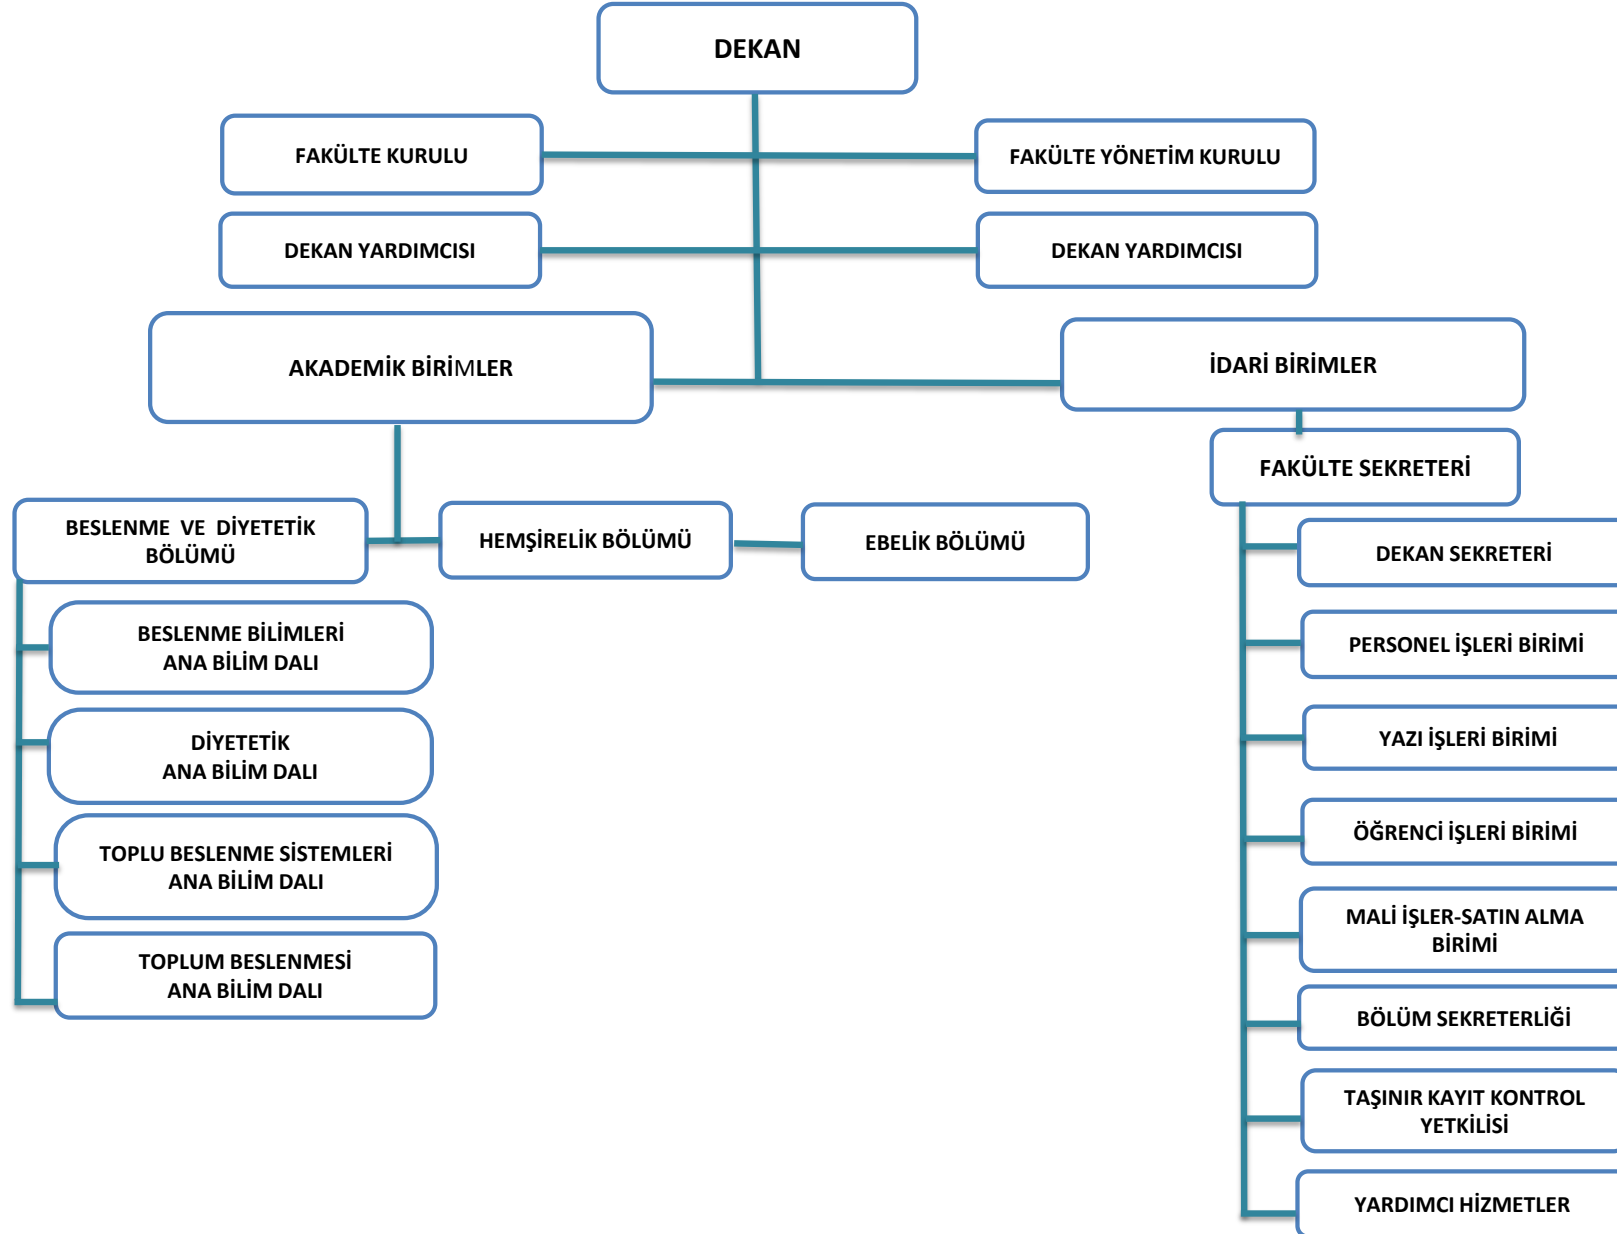 DEKAN
FAKÜLTE KURULU
FAKÜLTE YÖNETİM KURULU
DEKAN YARDIMCISI
DEKAN YARDIMCISI
AKADEMİK BİRİMLER
İDARİ BİRİMLER
FAKÜLTE SEKRETERİ
BESLENME VE DİYETETİK
BÖLÜMÜ
HEMŞİRELİK BÖLÜMÜ
EBELİK BÖLÜMÜ
BESLENME BİLİMLERİ
ANA BİLİM DALI
DİYETETİK
ANA BİLİM DALI
TOPLU BESLENME SİSTEMLERİ
ANA BİLİM DALI
TOPLUM BESLENMESİ
ANA BİLİM DALI
DEKAN SEKRETERİ
PERSONEL İŞLERİ BİRİMİ
YAZI İŞLERİ BİRİMİ
ÖĞRENCİ İŞLERİ BİRİMİ
MALİ İŞLER-SATIN ALMA
BİRİMİ
BÖLÜM SEKRETERLİĞİ
TAŞINIR KAYIT KONTROL
YETKİLİSİ
YARDIMCI HİZMETLER